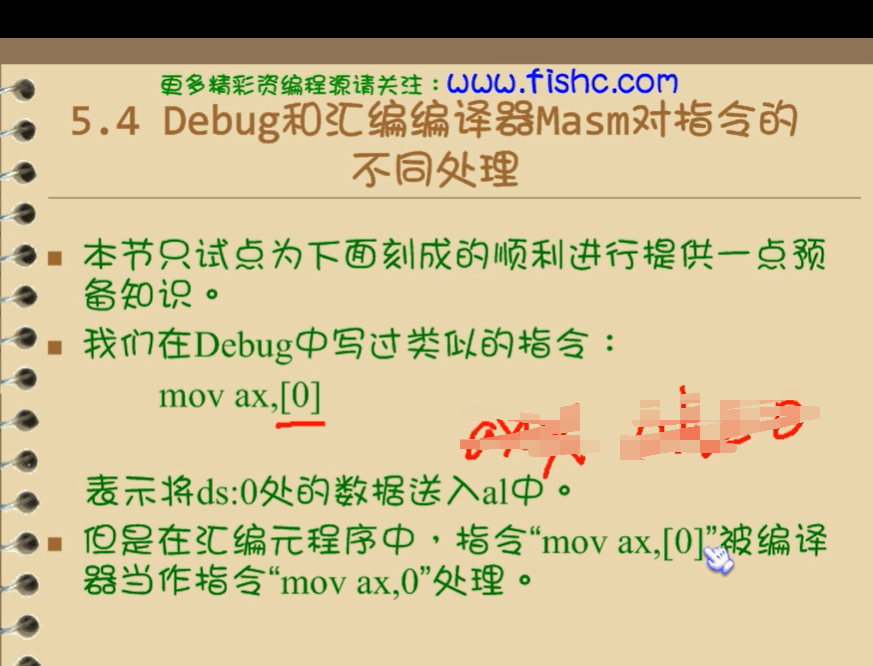 更多精彩资编程源请关注：www.fishc.com
5.4 Debug和汇编编译器Masm对指令的
不同处理
本节只试点为下面刻成的顺利进行提供一点预
备知识。
我们在Debug中写过类似的指令：
mov ax,[0]
表示将ds:0处的数据送入al中。
但是在汇编元程序中，指令“mov ax,[0]”被编译
器当作指令“mov ax,0”处理。